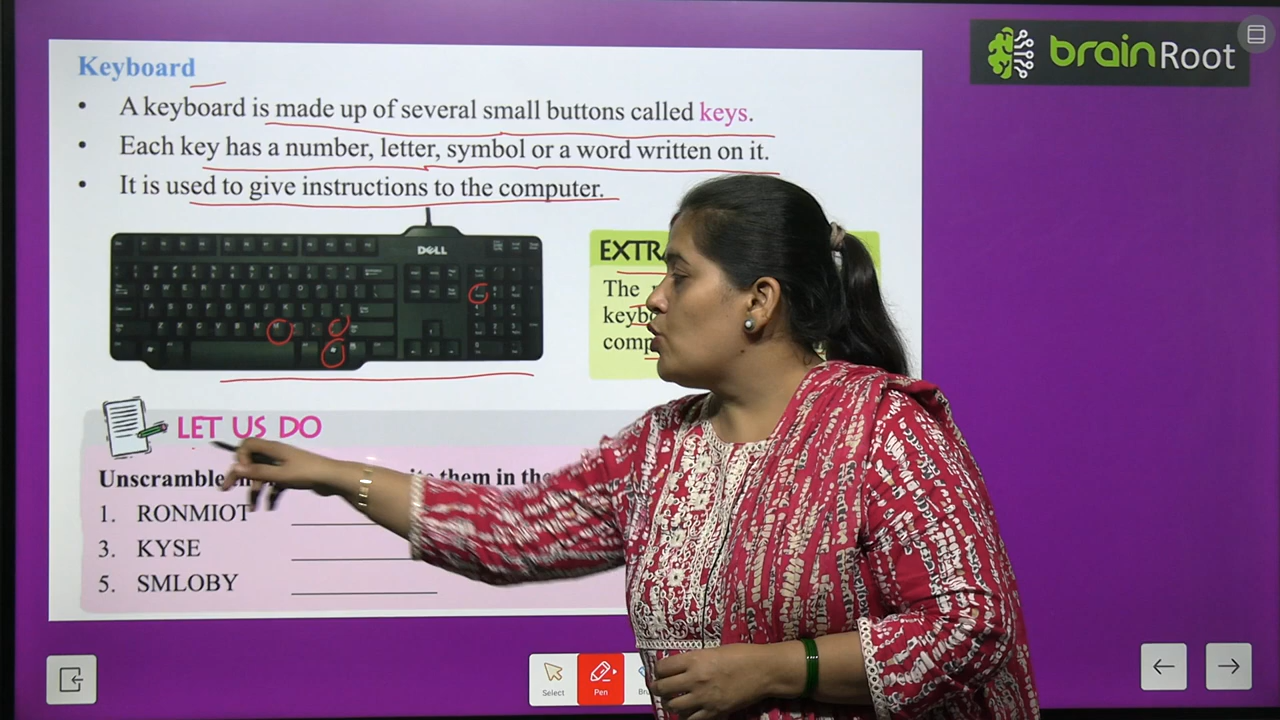 brainRoot
Keyboard
• A keyboard is made up of several small buttons called keys.
• Each key has a number, letter, symbol or a word written on it.
• It is used to give instructions to the computer.
DELL
EXTR
The
keybo
comp
LET US DO
Unscramble them in the
1. RONMIOT
3. KYSE
5. SMLOBY
Select
Pen